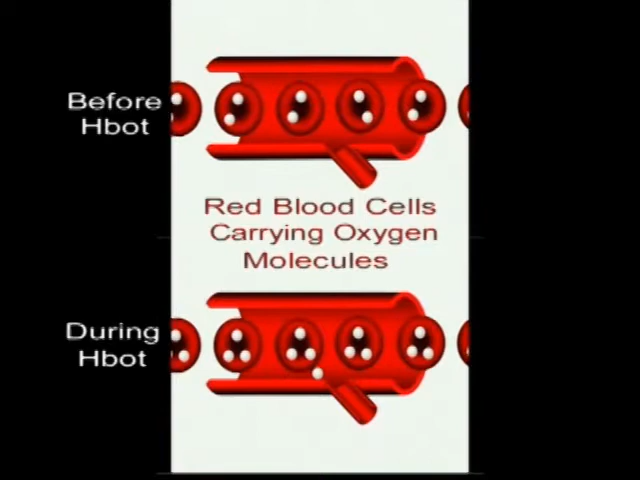 Before
Hbot
Red Blood Cells
Carrying Oxygen
Molecules
During
Hbot